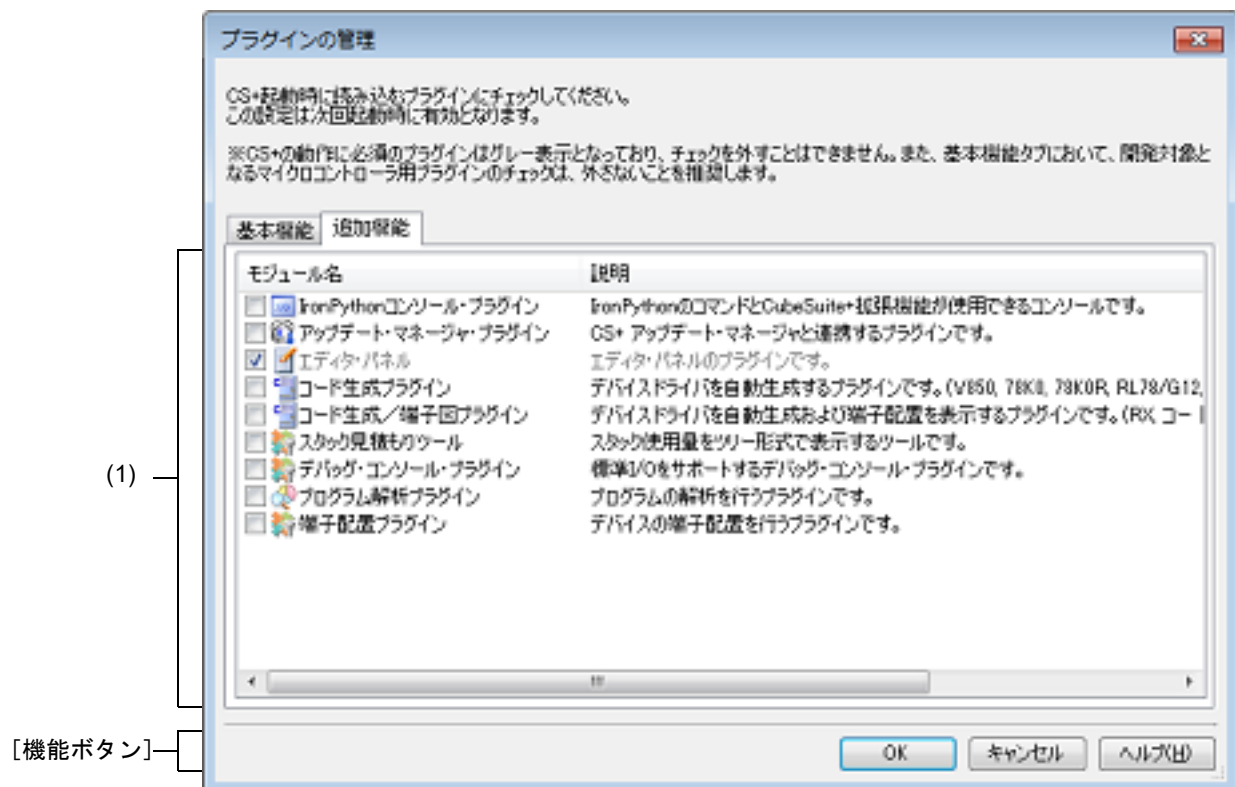 プラグインの管理
CS+起動時に読み込むプラグインにチェックしてください。
この設定は次回起動時に有効となります。
※CS+の動作に必須のプラグインはグレー表示となっており、チェックを外すことはできません。また、基本機能タブにおいて、開発対象と
なるマイクロコントローラ用プラグインのチェックは、外さないことを推奨します。
基本機能 追加機能
モジュール名 説明
IronPythonコンソール・プラグイン IronPythonのコマンドとCubeSuite+拡張機能が使用できるコンソールです。
アップデート・マネージャ・プラグイン CS+ アップデート・マネージャと連携するプラグインです。
エディタ・パネル エディタ・パネルのプラグインです。
コード生成プラグイン デバイスドライバを自動生成するプラグインです。(V850, 78K0, 78K0R, RL78/G12,
コード生成／端子図プラグイン デバイスドライバを自動生成および端子配置を表示するプラグインです。(RX, コード
スタック見積もりツール スタック使用量をツリー形式で表示するツールです。
デバッグ・コンソール・プラグイン 標準I/Oをサポートするデバッグ・コンソール・プラグインです。
プログラム解析プラグイン プログラムの解析を行うプラグインです。
端子配置プラグイン デバイスの端子配置を行うプラグインです。
(1)
[機能ボタン]
OK キャンセル ヘルプ(H)